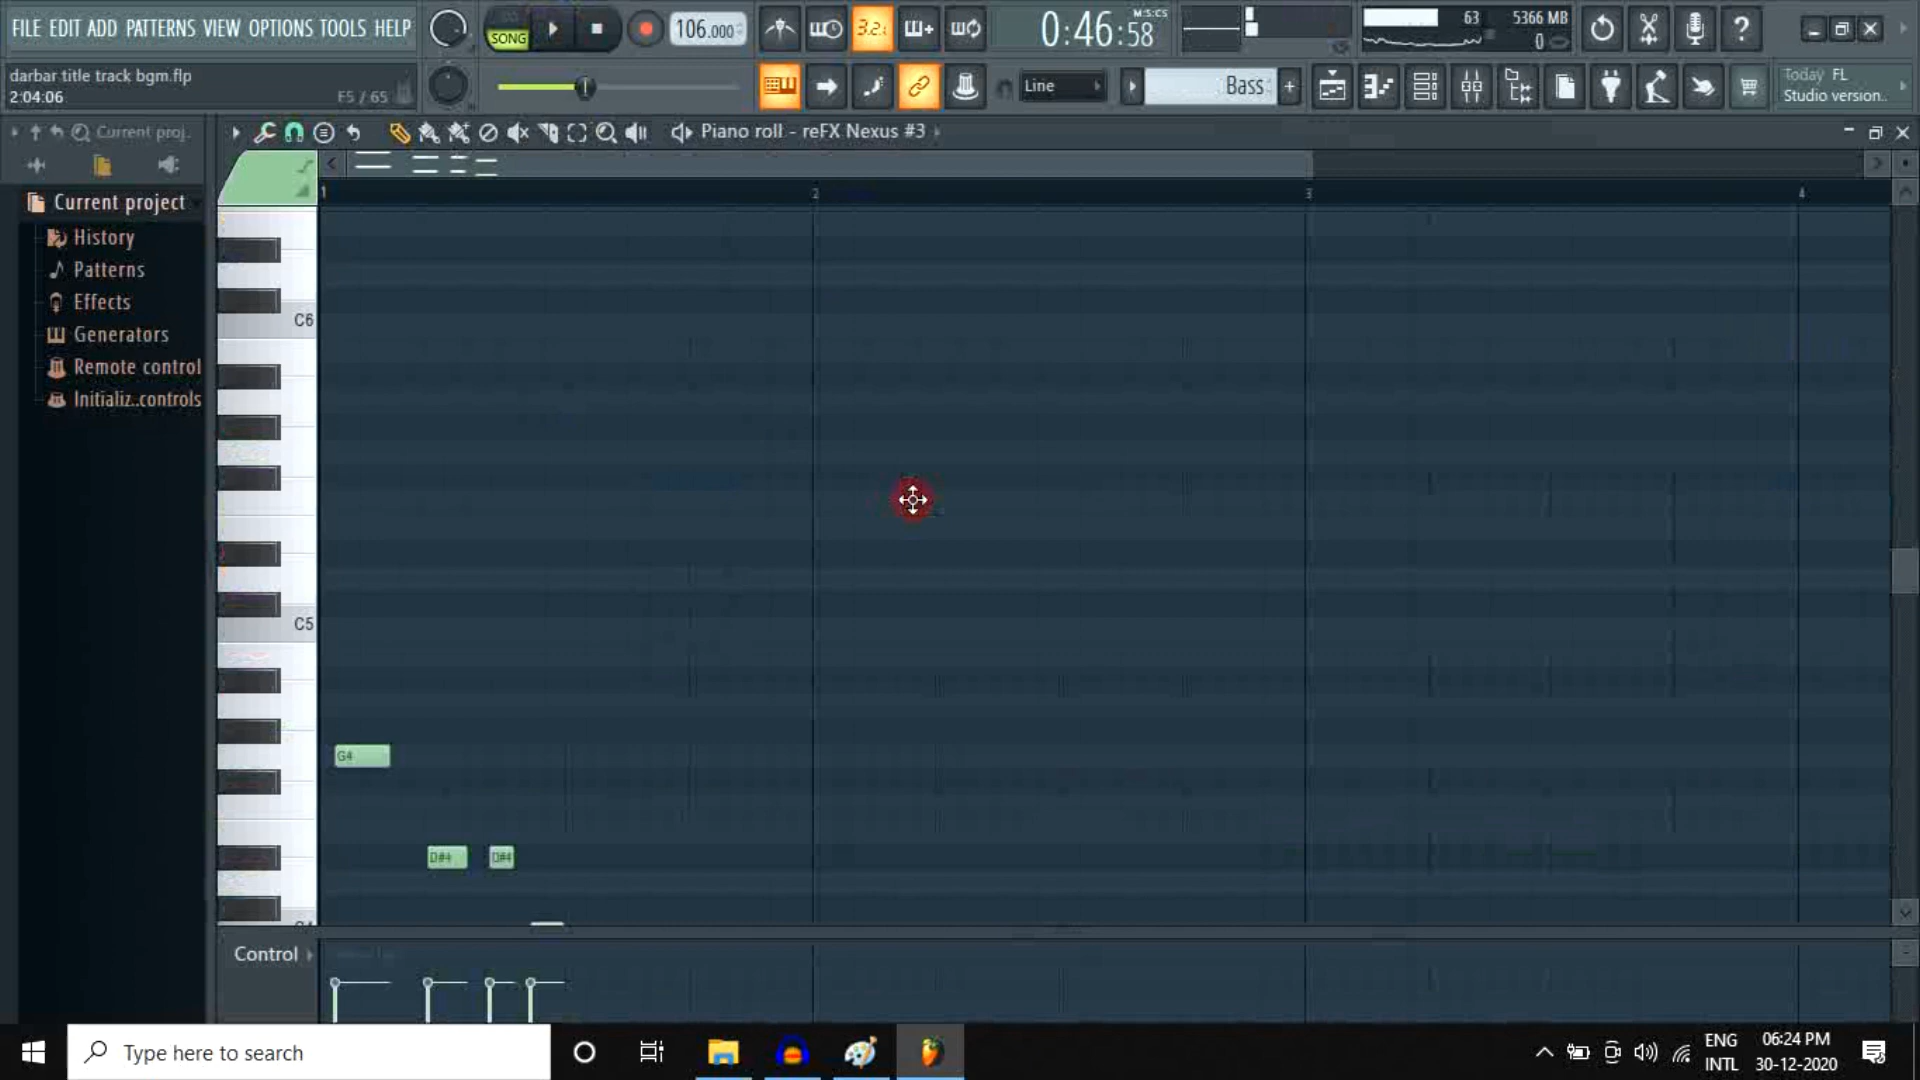 FILE EDIT ADD PATTERNS VIEW OPTIONS TOOLS HELP
SONG
106.000
3.2.
0:46:58
M:S:CS
63
5366 MB
0
darbar title track bgm.flp
2:04:06
F5 / 65
Line
Bass
Today FL
Studio version..
Current proj.
Piano roll - reFX Nexus #3
1
2
3
4
Current project
History
Patterns
Effects
Generators
Remote control
Initializ..controls
C6
C5
G4
D#4
D#4
Control
Type here to search
ENG
INTL
06:24 PM
30-12-2020